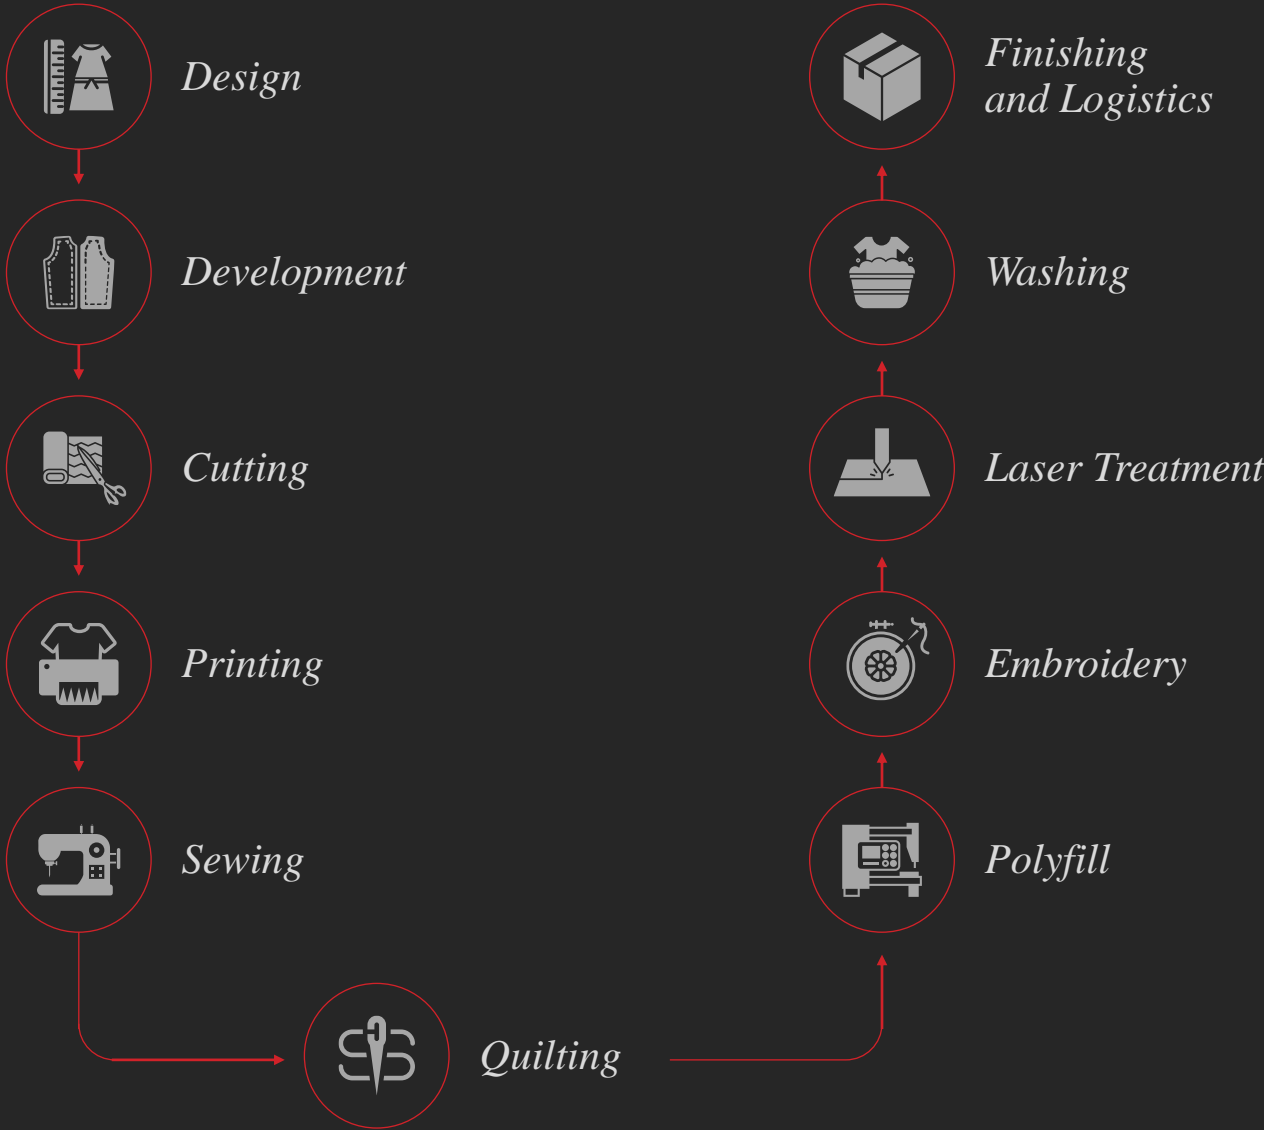 Design
Development
Cutting
Printing
Sewing
Quilting
Polyfill
Embroidery
Laser Treatment
Washing
Finishing
and Logistics